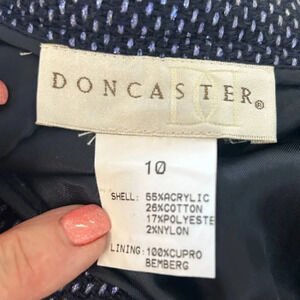 DONCASTER®
10
SHELL: 55%ACRYLIC
26%COTTON
17%POLYESTE
2%NYLON
LINING:100%CUPRO
BEMBERG